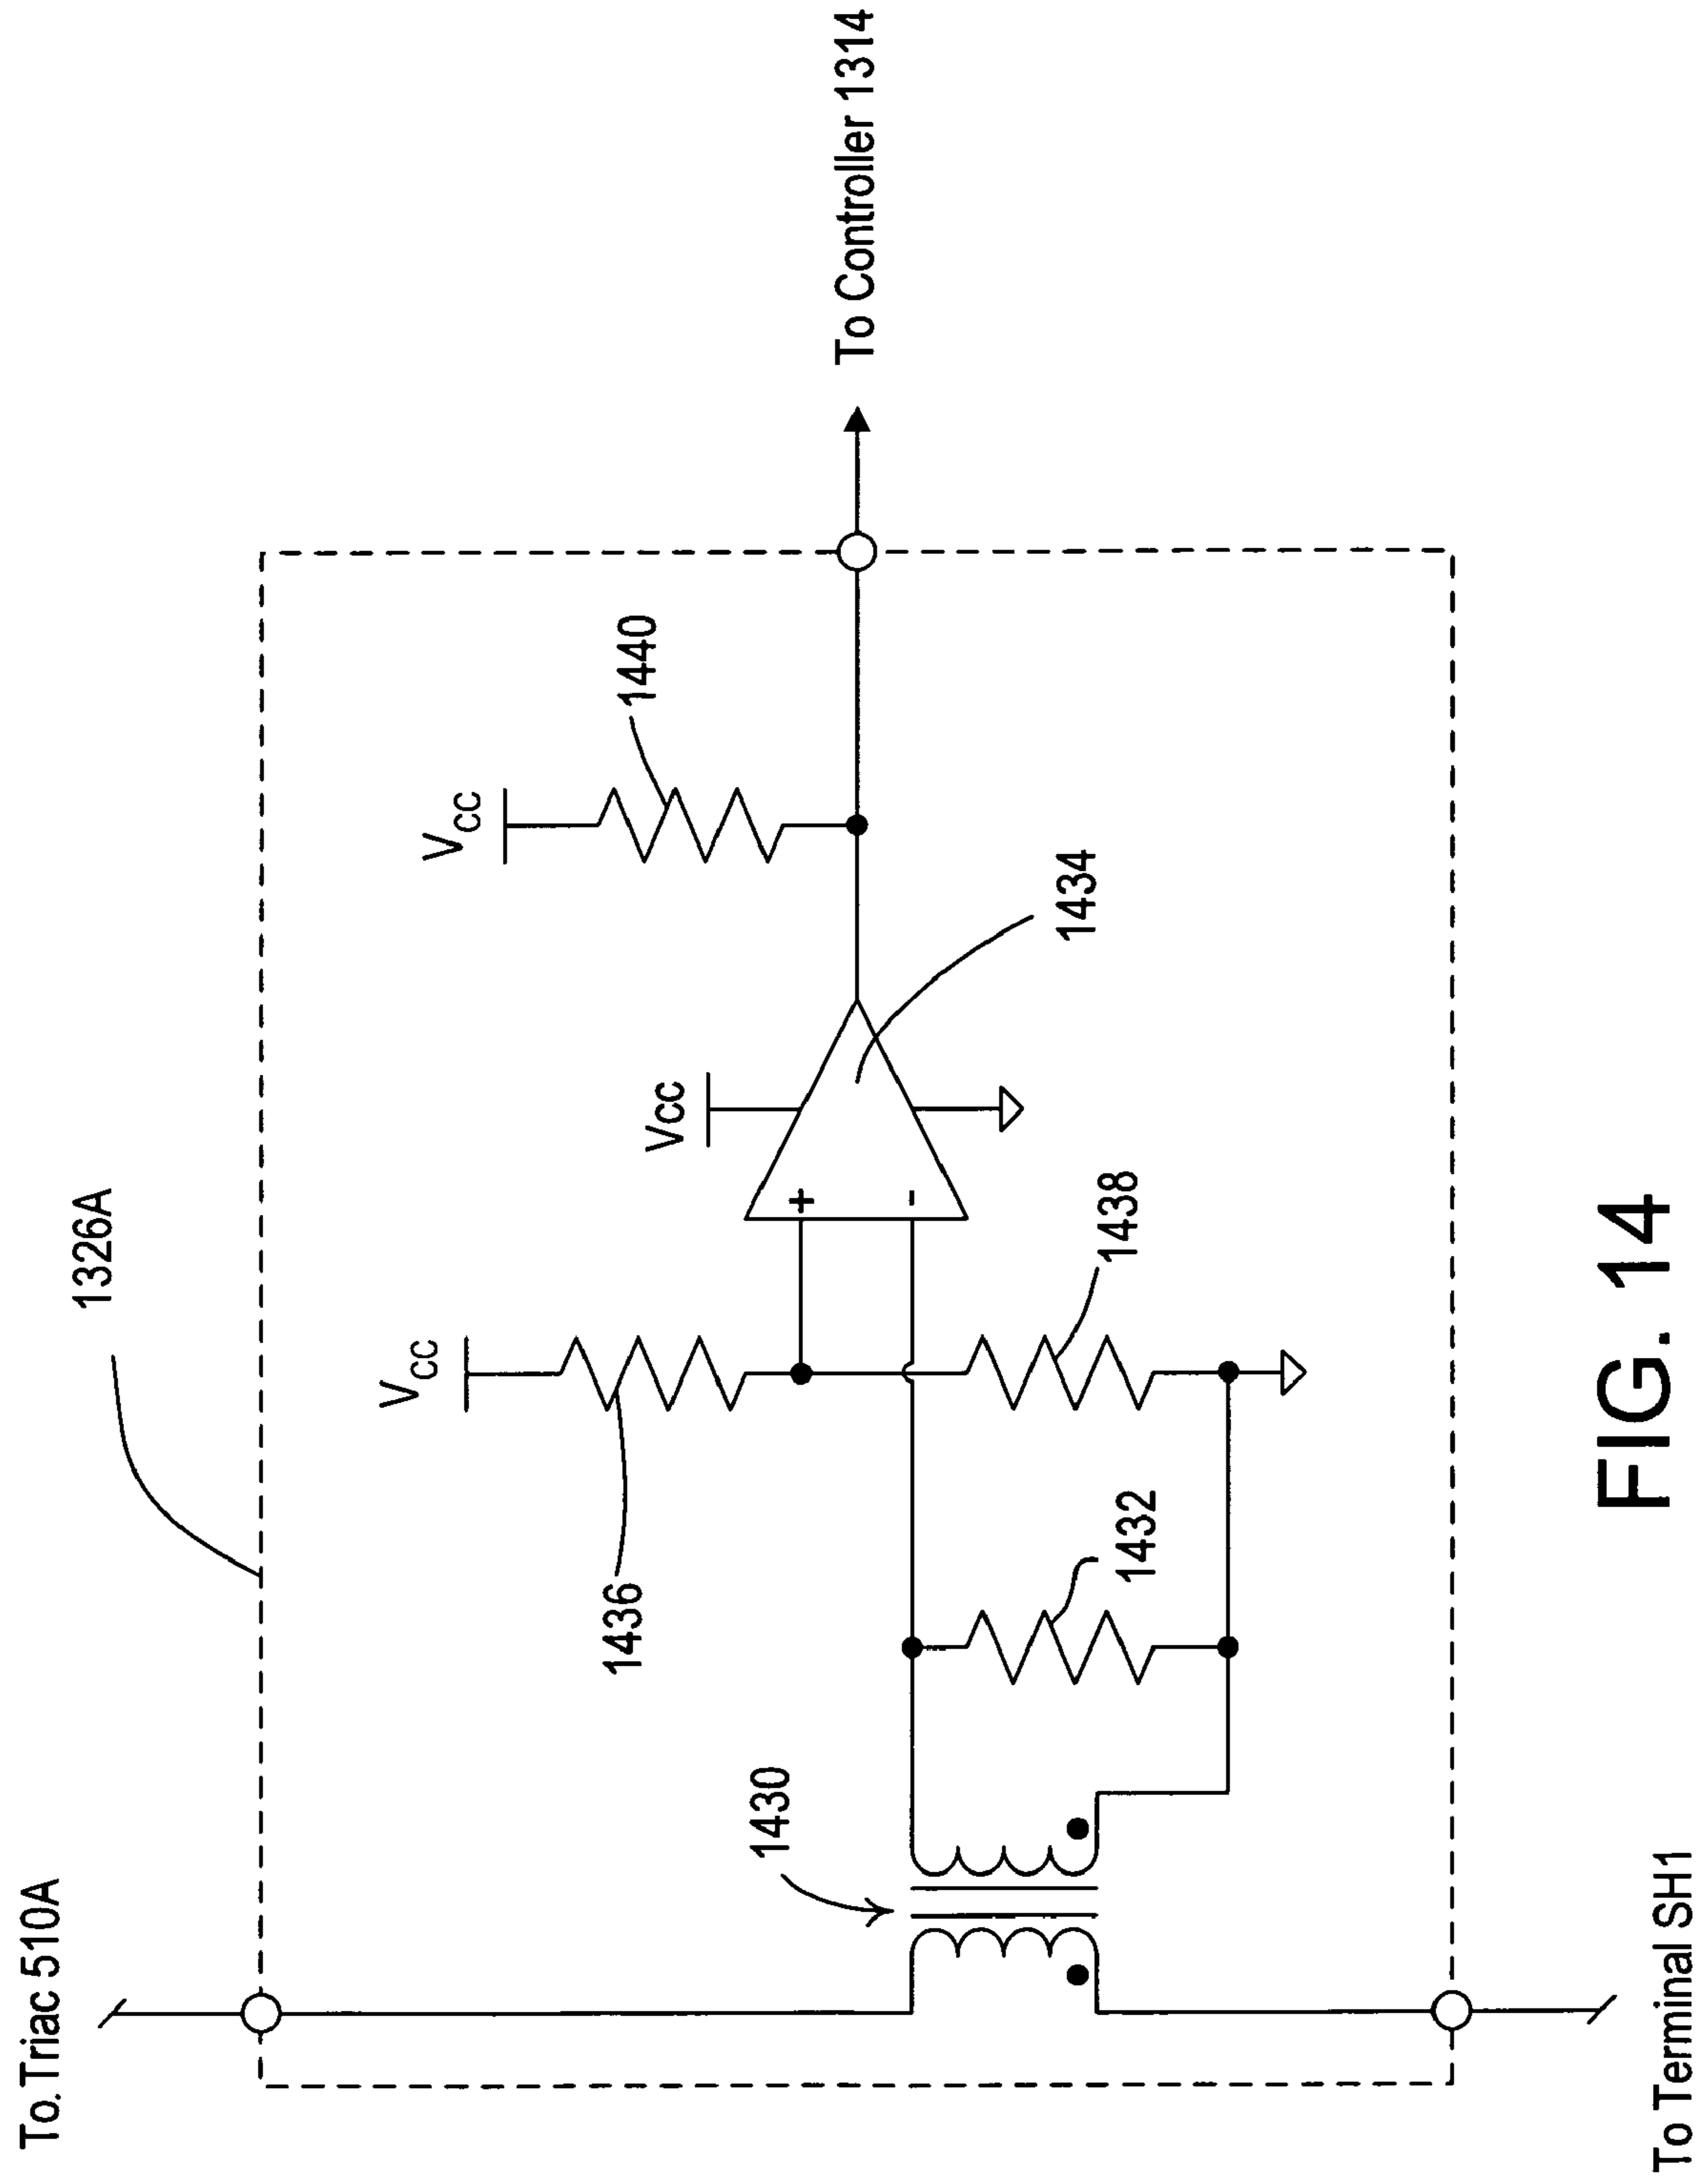 To Triac 510A
1326A
VCC
1436
1430
Vcc
VCC
1440
To Controller 1314
1434
1438
1432
+
-
To Terminal SH1
FIG. 14